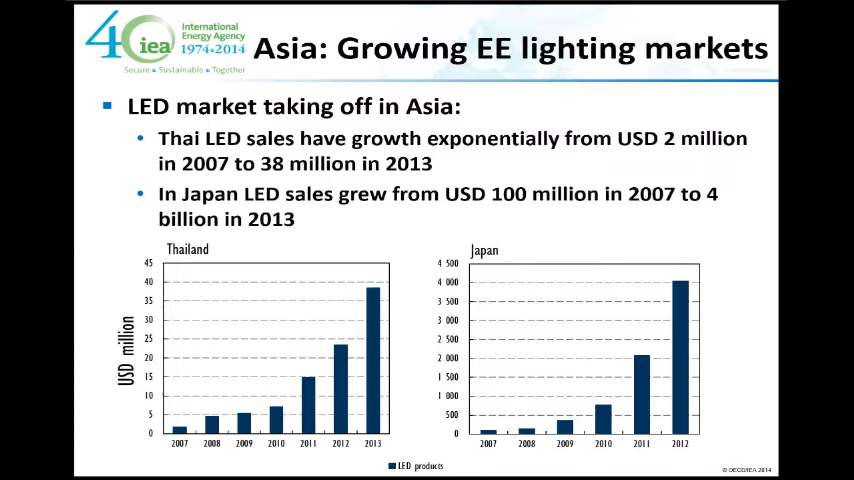 40
iea
International
Energy Agency
1974•2014
Secure • Sustainable • Together
Asia: Growing EE lighting markets
LED market taking off in Asia:
• Thai LED sales have growth exponentially from USD 2 million
in 2007 to 38 million in 2013
• In Japan LED sales grew from USD 100 million in 2007 to 4
billion in 2013
Thailand
USD million
45
40
35
30
25
20
15
10
5
0
2007 2008 2009 2010 2011 2012 2013
Japan
4 500
4 000
3 500
3 000
2 500
2 000
1 500
1 000
500
0
2007 2008 2009 2010 2011 2012
LED products
© OECD/IEA 2014